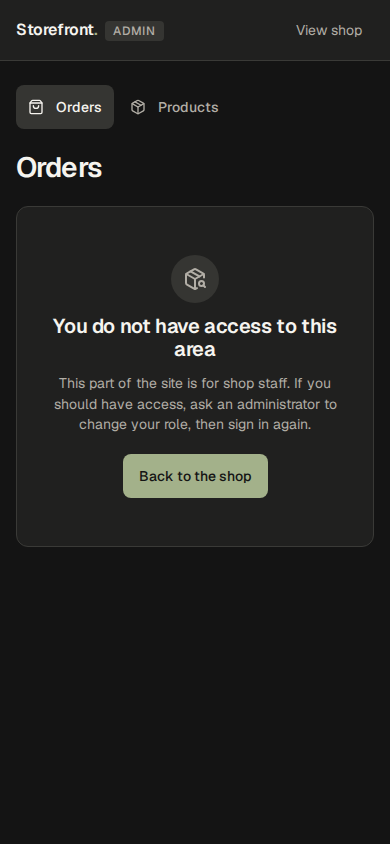 Storefront. ADMIN View shop
Orders Products
Orders
You do not have access to this
area
This part of the site is for shop staff. If you
should have access, ask an administrator to
change your role, then sign in again.
Back to the shop